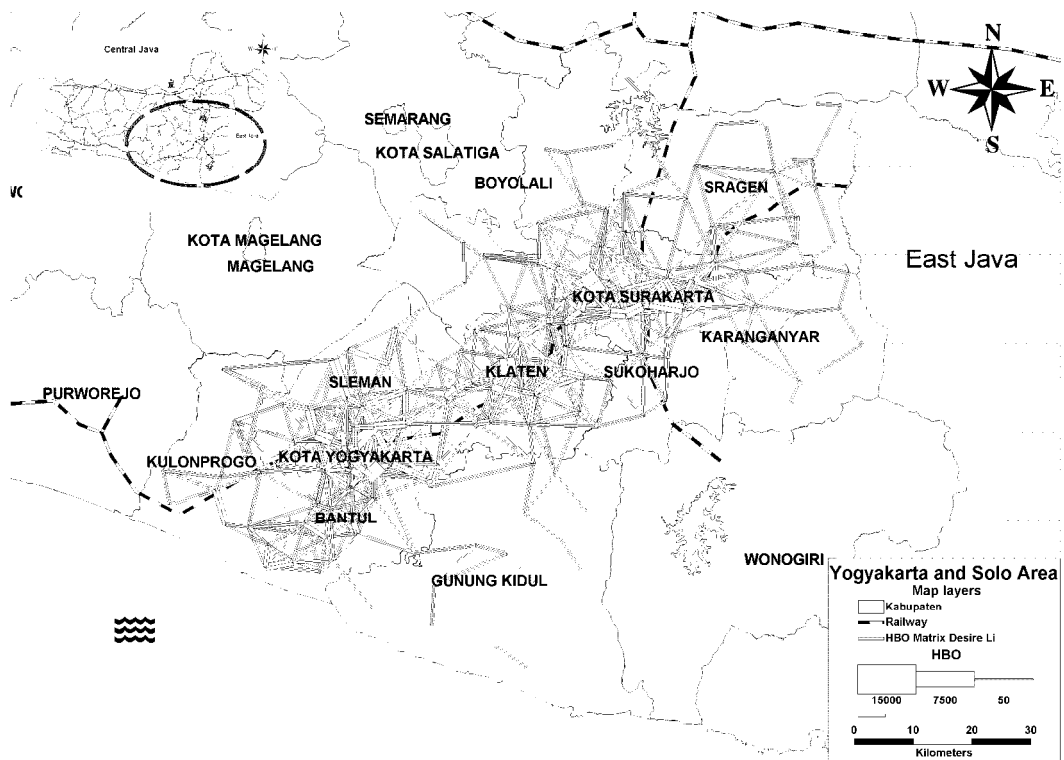 Central Java
East Java
N
W
E
S
SEMARANG
KOTA SALATIGA
BOYOLALI
SRAGEN
KOTA MAGELANG
MAGELANG
East Java
KOTA SURAKARTA
KARANGANYAR
KLATEN
SUKOHARJO
SLEMAN
PURWOREJO
KULONPROGO
KOTA YOGYAKARTA
BANTUL
GUNUNG KIDUL
WONOGIRI
Yogyakarta and Solo Area
Map layers
Kabupaten
Railway
HBO Matrix Desire Li
HBO
15000 7500 50
0 10 20 30
Kilometers